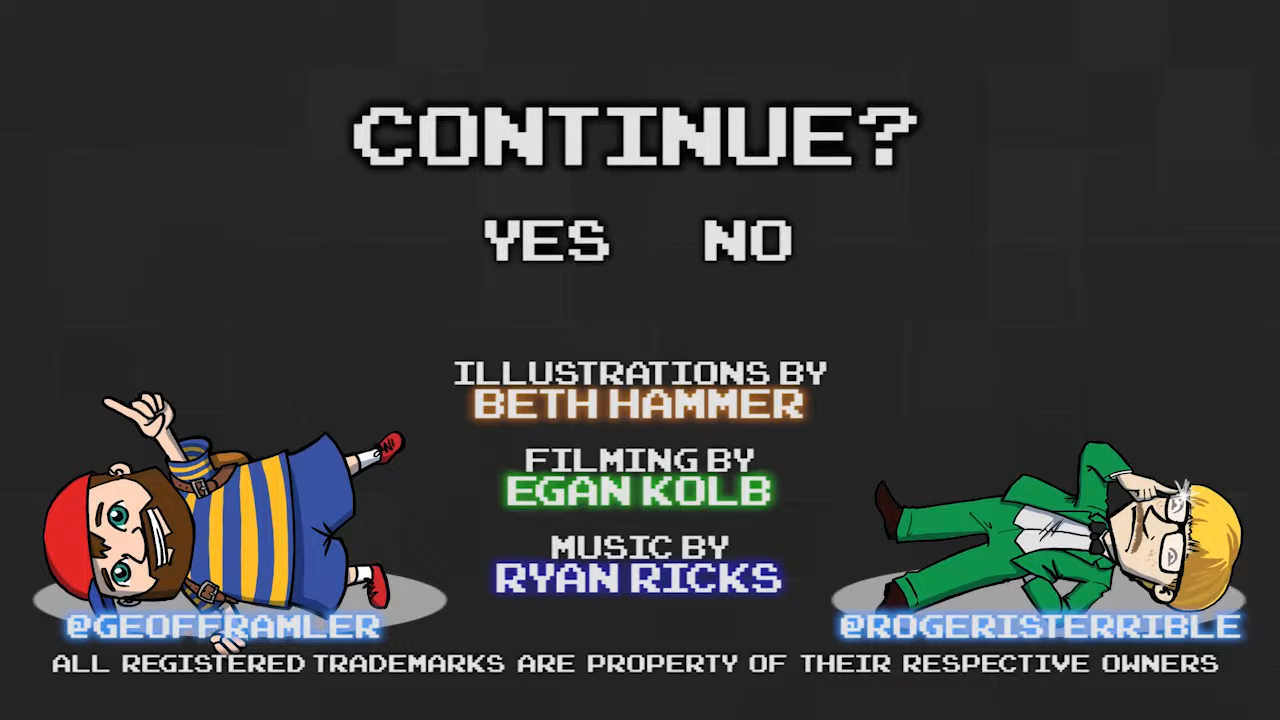 CONTINUE?
YES NO
ILLUSTRATIONS BY
BETH HAMMER
FILMING BY
EGAN KOLB
MUSIC BY
RYAN RICKS
@GEOFFRAMLER
@ROGERISTERRIBLE
ALL REGISTERED TRADEMARKS ARE PROPERTY OF THEIR RESPECTIVE OWNERS